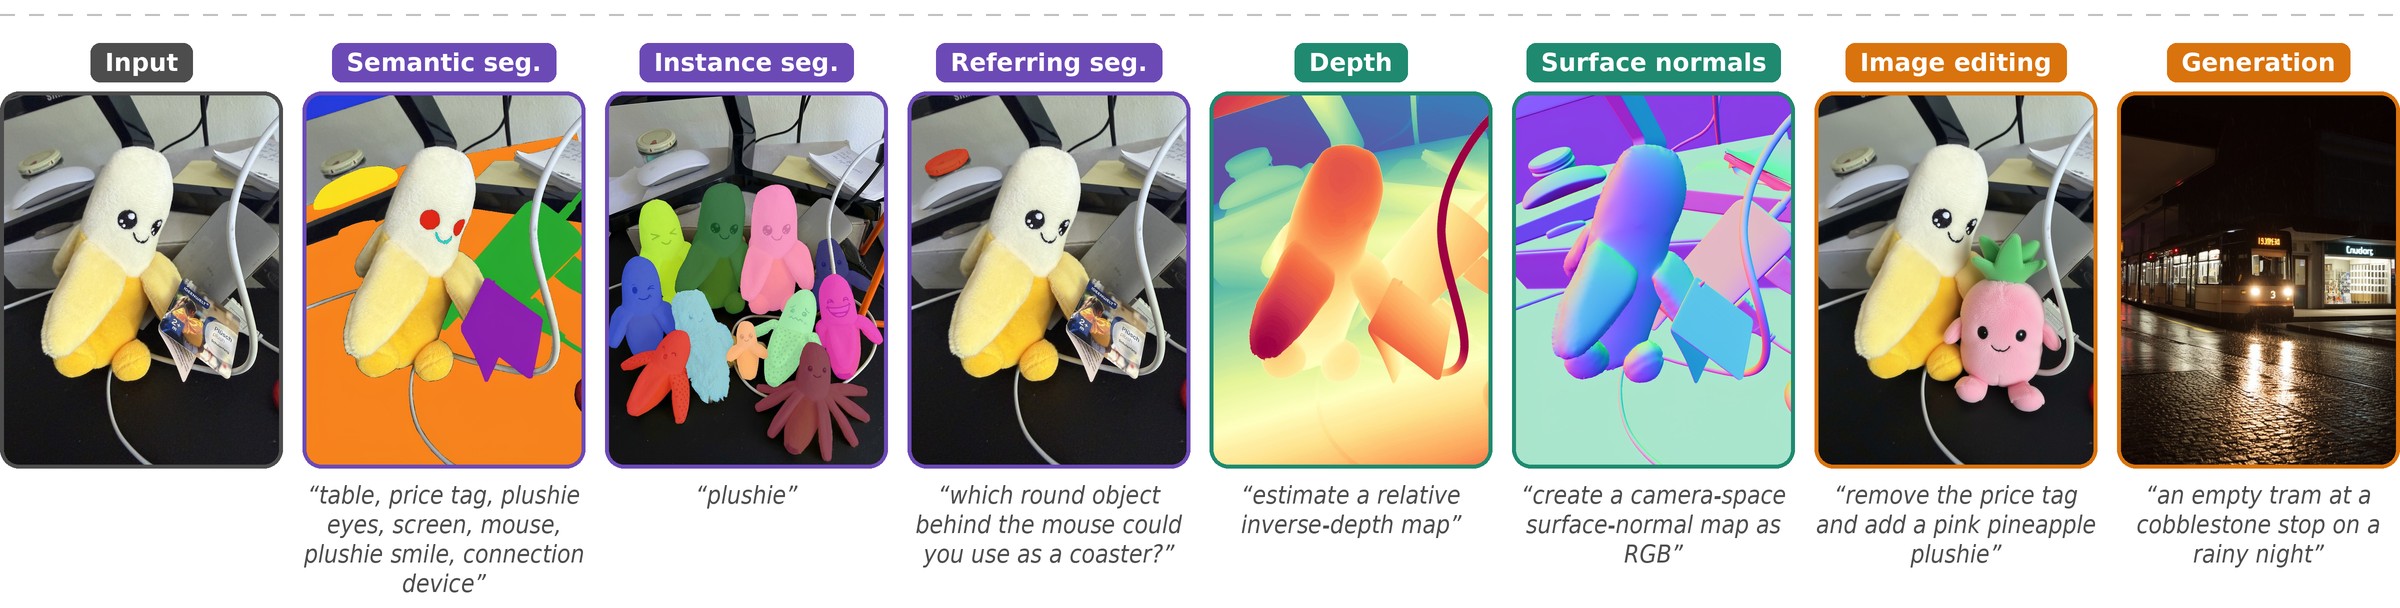 Input
Semantic seg.
Instance seg.
Referring seg.
Depth
Surface normals
Image editing
Generation
3
“table, price tag, plushie
eyes, screen, mouse,
plushie smile, connection
device”
“plushie”
“which round object
behind the mouse could
you use as a coaster?”
“estimate a relative
inverse-depth map”
“create a camera-space
surface-normal map as
RGB”
“remove the price tag
and add a pink pineapple
plushie”
“an empty tram at a
cobblestone stop on a
rainy night”